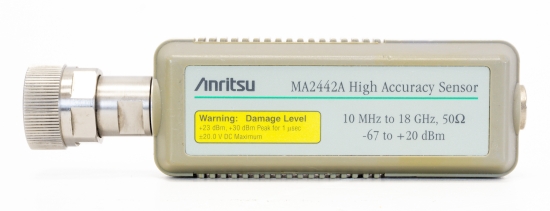 Anritsu
MA2442A High Accuracy Sensor
Warning: Damage Level
+23 dBm, +30 dBm Peak for 1 µsec
±20.0 V DC Maximum
10 MHz to 18 GHz, 50Ω
-67 to +20 dBm